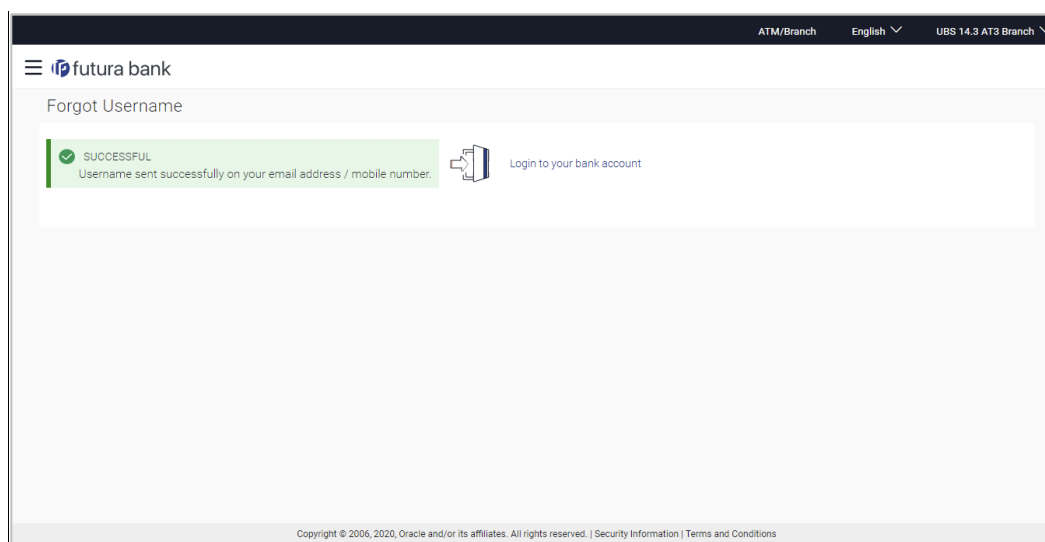 ATM/Branch English UBS 14.3 AT3 Branch
futura bank
Forgot Username
SUCCESSFUL
Username sent successfully on your email address / mobile number.
Login to your bank account
Copyright © 2006, 2020, Oracle and/or its affiliates. All rights reserved. | Security Information | Terms and Conditions